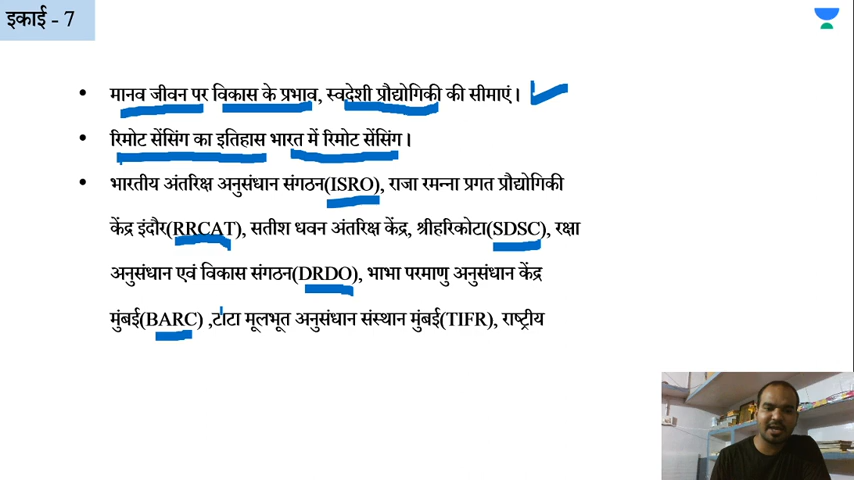 इकाई - 7
• मानव जीवन पर विकास के प्रभाव, स्वदेशी प्रौद्योगिकी की सीमाएं।
• रिमोट सेंसिंग का इतिहास भारत में रिमोट सेंसिंग।
• भारतीय अंतरिक्ष अनुसंधान संगठन(ISRO), राजा रमन्ना प्रगत प्रौद्योगिकी
केंद्र इंदौर(RRCAT), सतीश धवन अंतरिक्ष केंद्र, श्रीहरिकोटा(SDSC), रक्षा
अनुसंधान एवं विकास संगठन(DRDO), भाभा परमाणु अनुसंधान केंद्र
मुंबई(BARC) ,टाटा मूलभूत अनुसंधान संस्थान मुंबई(TIFR), राष्ट्रीय